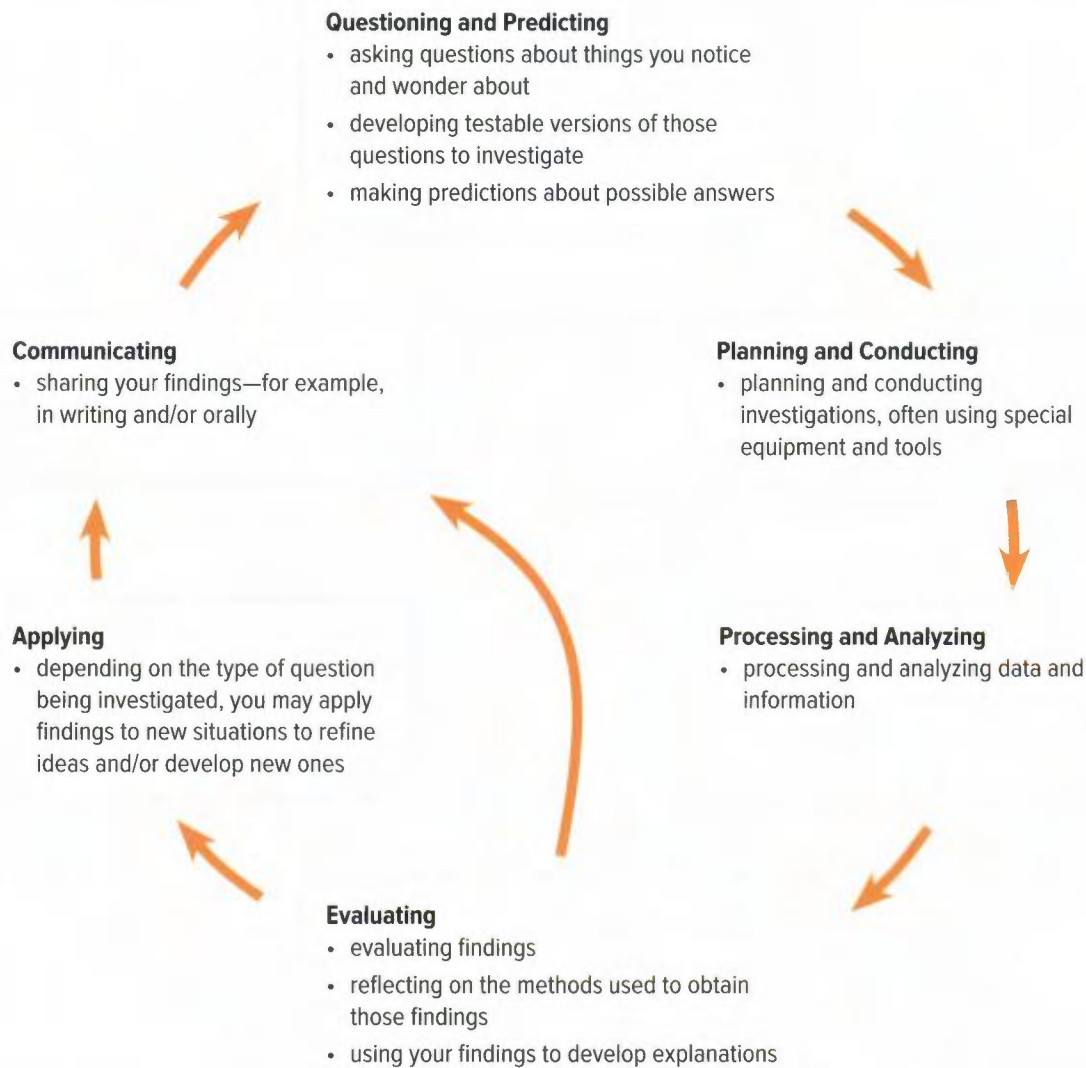 Questioning and Predicting
• asking questions about things you notice
and wonder about
• developing testable versions of those
questions to investigate
• making predictions about possible answers
Planning and Conducting
• planning and conducting
investigations, often using special
equipment and tools
Processing and Analyzing
• processing and analyzing data and
information
Evaluating
• evaluating findings
• reflecting on the methods used to obtain
those findings
• using your findings to develop explanations
Applying
• depending on the type of question
being investigated, you may apply
findings to new situations to refine
ideas and/or develop new ones
Communicating
• sharing your findings—for example,
in writing and/or orally